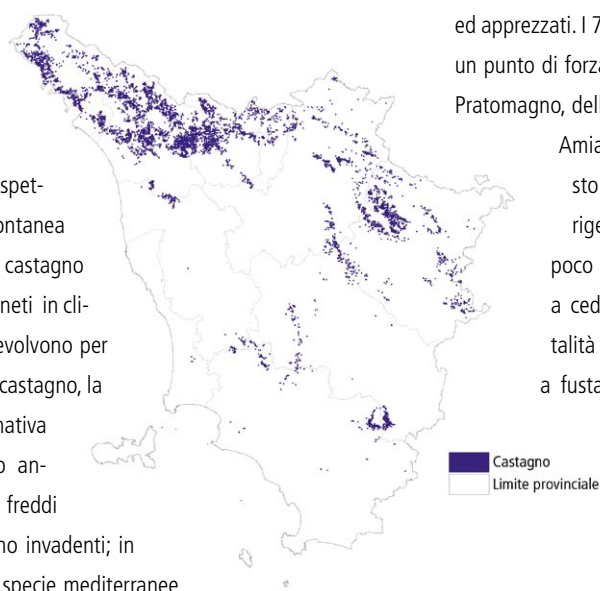 spet-
ontanea
castagno
neti in cli-
evolvono per
castagno, la
nativa
o an-
freddi
no invadenti; in
specie mediterranee
ed apprezzati. I 7
un punto di forza
Pratomagno, dell
Amia
sto
rige
poco
a ced
talità
a fusta
Castagno
Limite provinciale